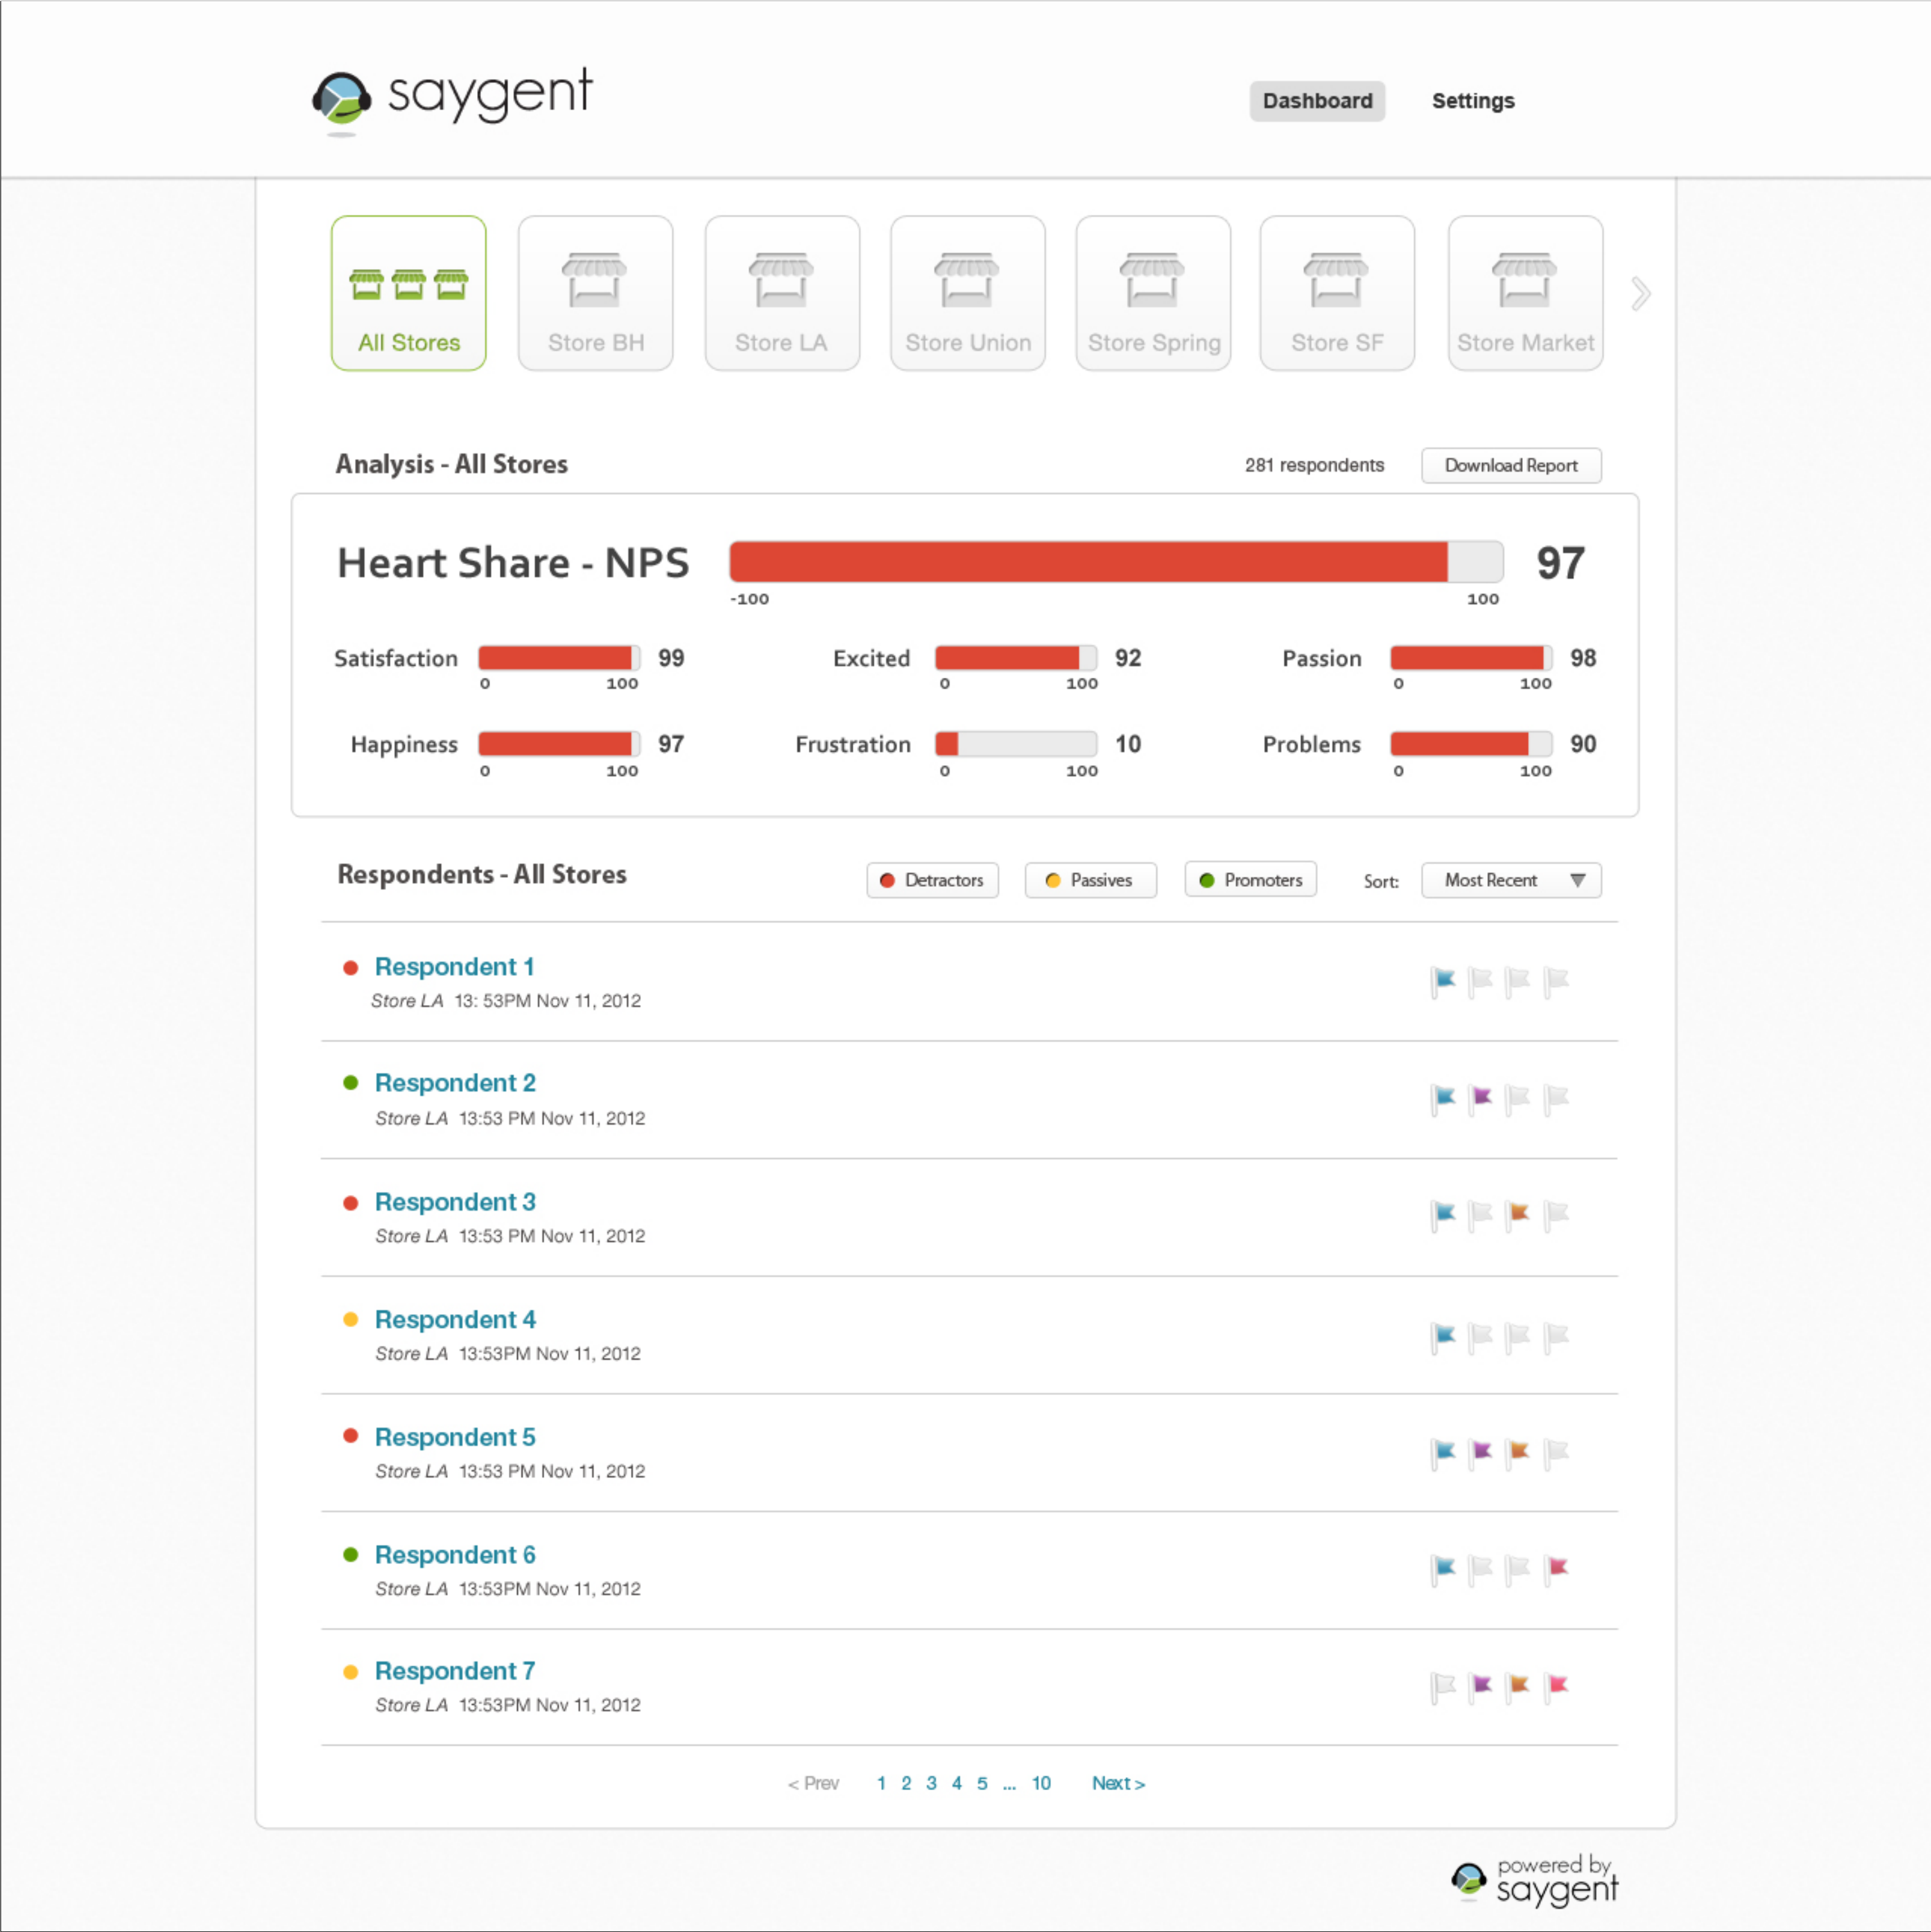 saygent
Dashboard Settings
All Stores Store BH Store LA Store Union Store Spring Store SF Store Market
Analysis - All Stores 281 respondents Download Report
Heart Share - NPS 97
-100 100
Satisfaction 99 Excited 92 Passion 98
0 100 0 100 0 100
Happiness 97 Frustration 10 Problems 90
0 100 0 100 0 100
Respondents - All Stores Detractors Passives Promoters Sort: Most Recent
Respondent 1
Store LA 13: 53PM Nov 11, 2012
Respondent 2
Store LA 13:53 PM Nov 11, 2012
Respondent 3
Store LA 13:53 PM Nov 11, 2012
Respondent 4
Store LA 13:53PM Nov 11, 2012
Respondent 5
Store LA 13:53 PM Nov 11, 2012
Respondent 6
Store LA 13:53PM Nov 11, 2012
Respondent 7
Store LA 13:53PM Nov 11, 2012
< Prev 1 2 3 4 5 ... 10 Next >
powered by
saygent